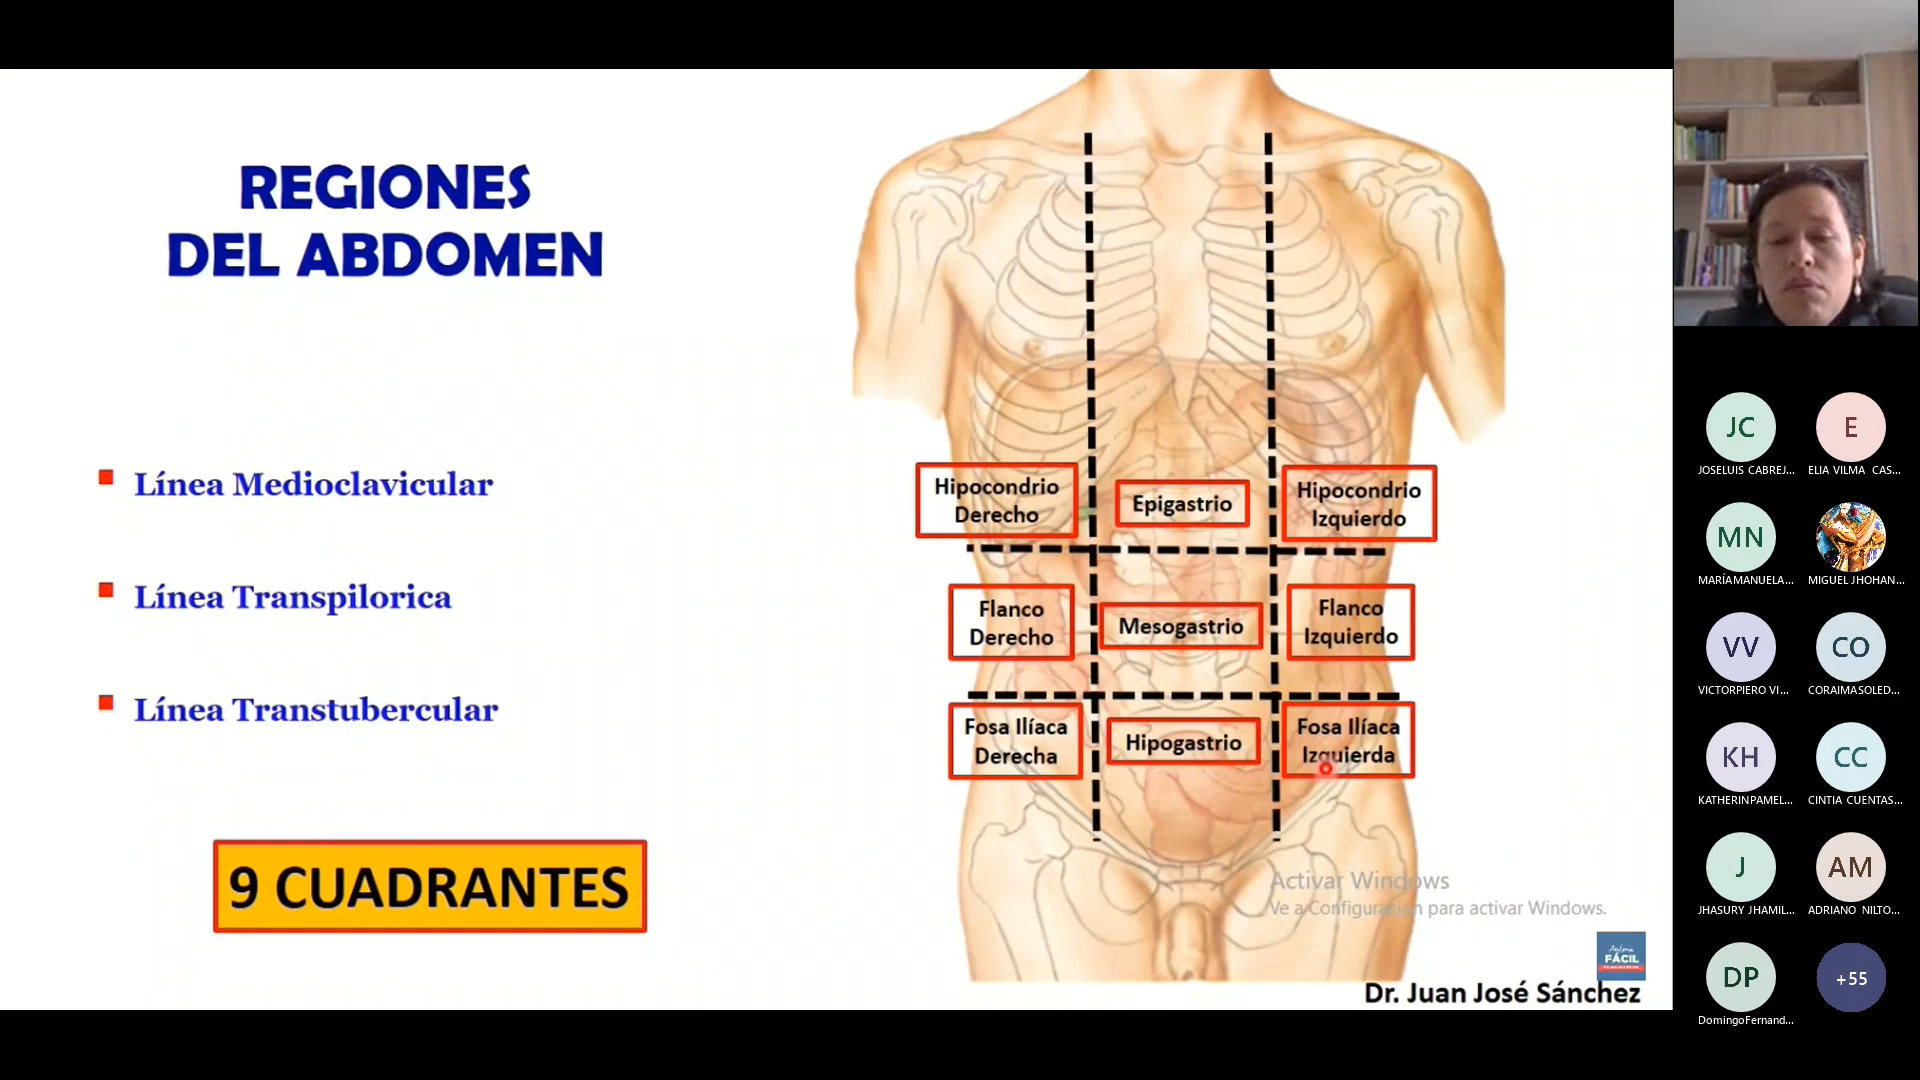 REGIONES
DEL ABDOMEN
Línea Medioclavicular
Línea Transpilorica
Línea Transtubercular
9 CUADRANTES
Hipocondrio
Derecho
Epigastrio
Hipocondrio
Izquierdo
Flanco
Derecho
Mesogastrio
Flanco
Izquierdo
Fosa Ilíaca
Derecha
Hipogastrio
Fosa Ilíaca
Izquierda
Activar Windows
Ve a Configuración para activar Windows.
FÁCIL
Dr. Juan José Sánchez
JC
JOSELUIS CABREJ...
E
ELIA VILMA CAS...
MN
MARÍAMANUELA...
MIGUEL JHOHAN...
VV
VICTORPIERO VI...
CO
CORAIMASOLED...
KH
KATHERINPAMEL...
CC
CINTIA CUENTAS...
J
JHASURY JHAMIL...
AM
ADRIANO NILTO...
DP
DomingoFernand...
+55